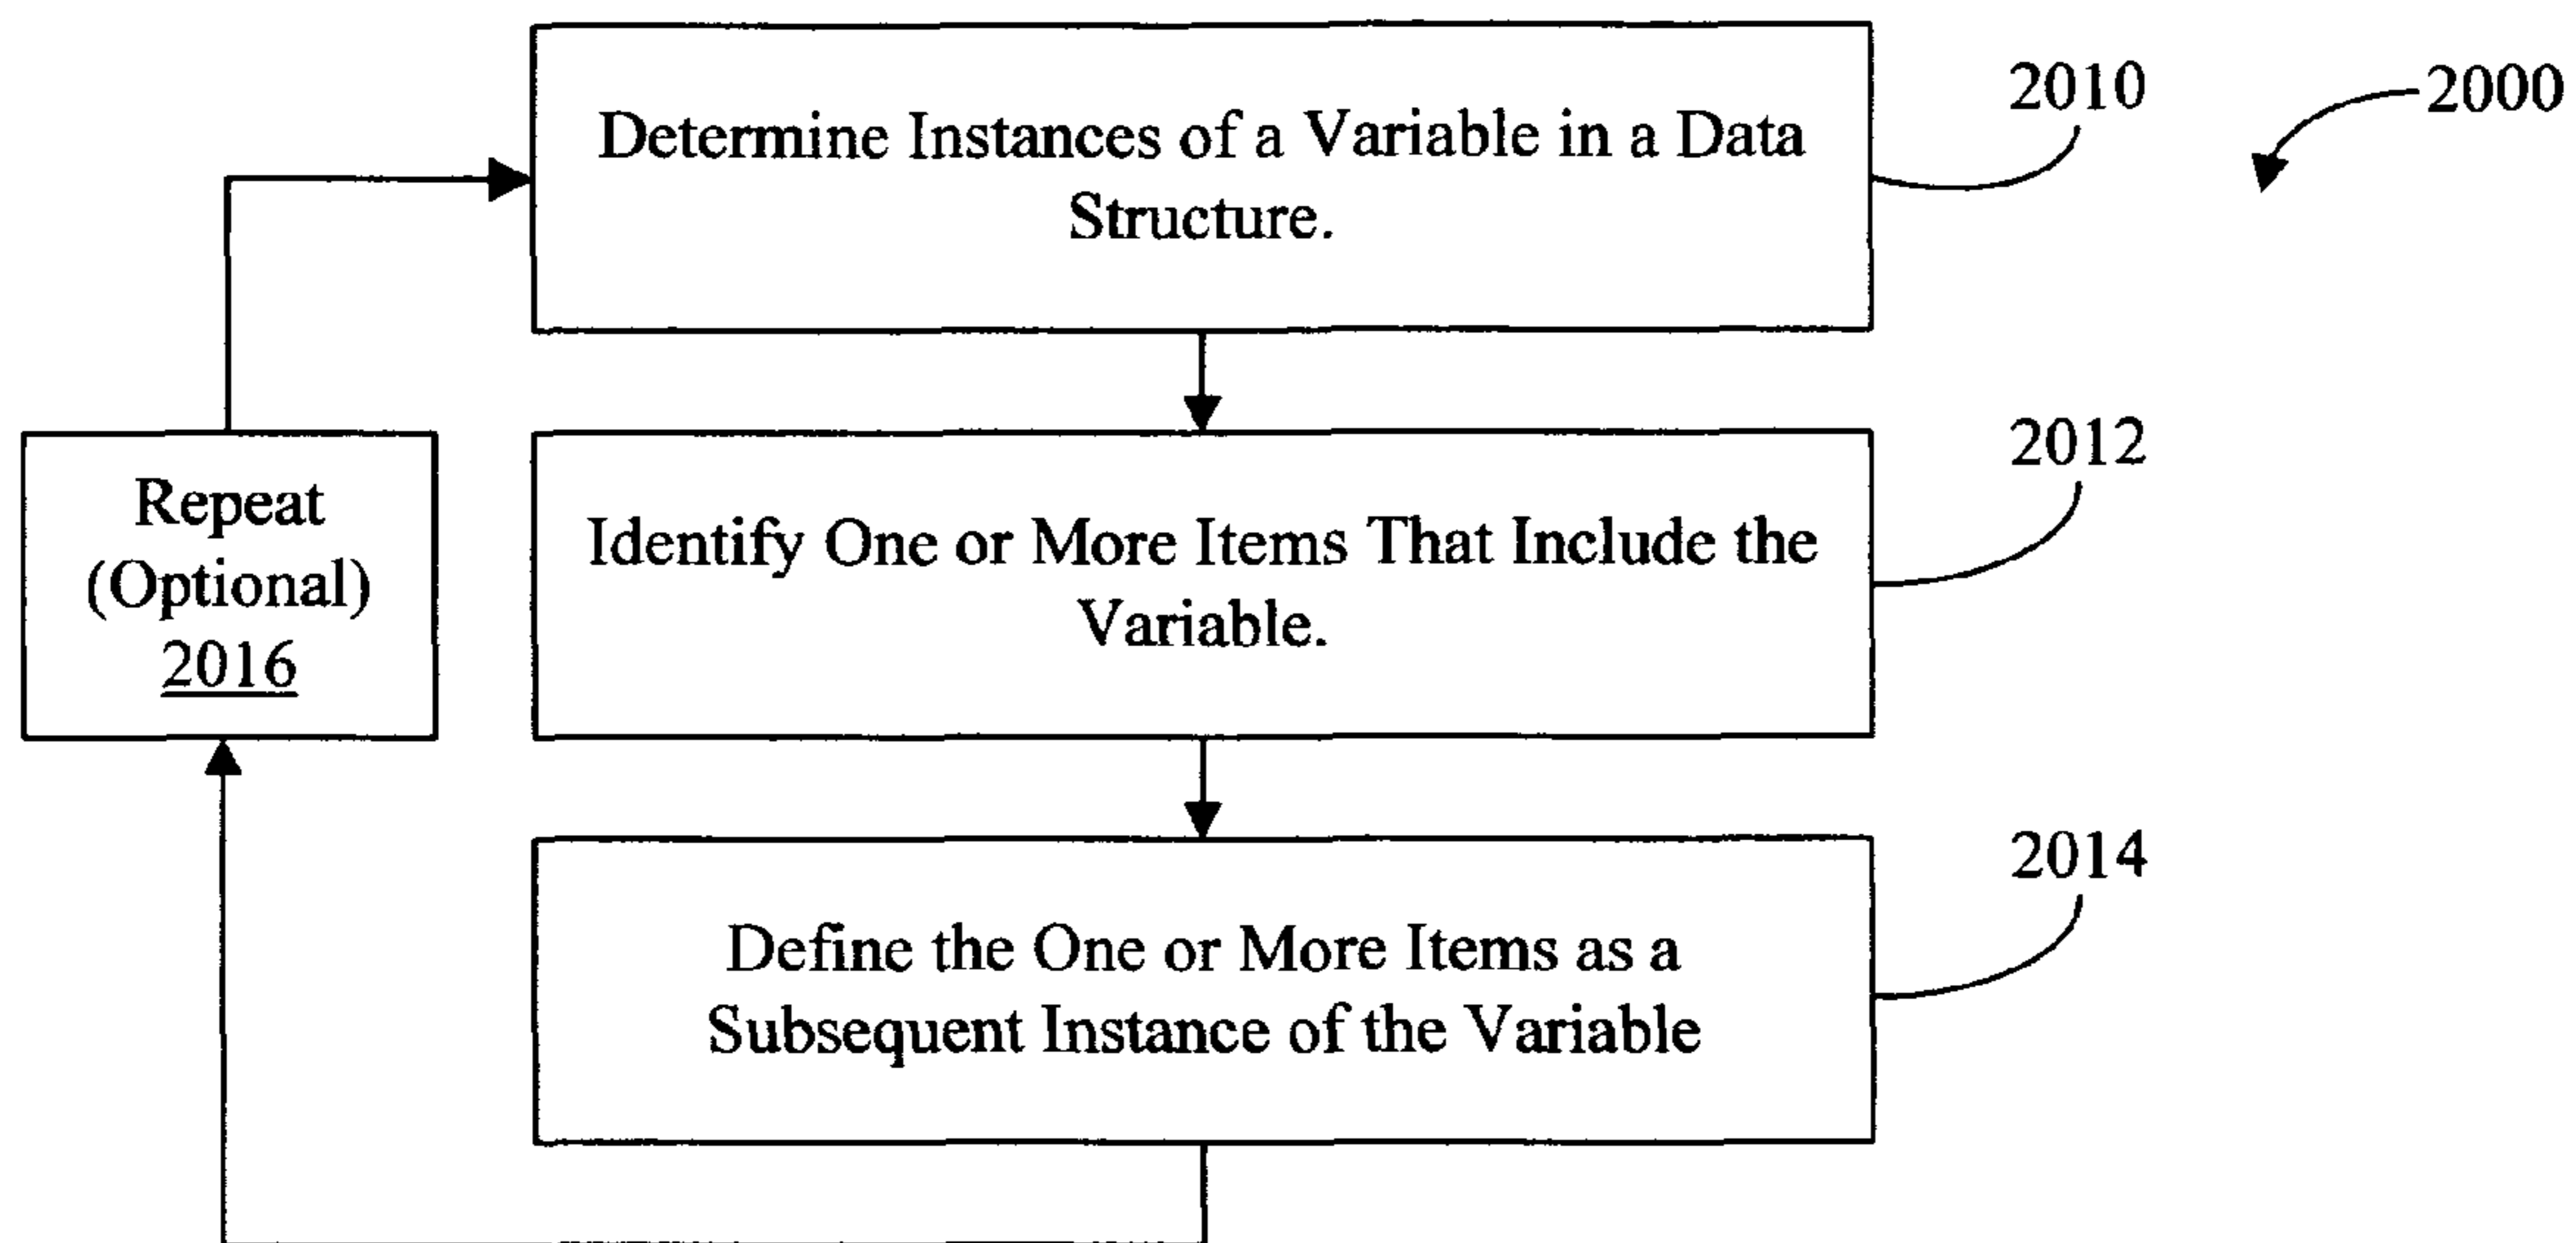 Determine Instances of a Variable in a Data
Structure.
2010
2000
Repeat
(Optional)
2016
Identify One or More Items That Include the
Variable.
2012
Define the One or More Items as a
Subsequent Instance of the Variable
2014